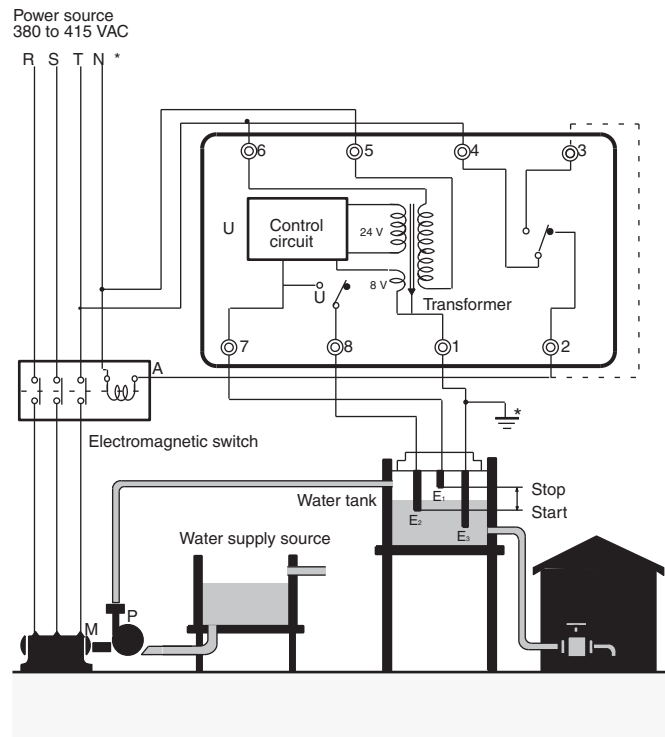 Power source
380 to 415 VAC
R S T N *
6 5 4 3
U
Control
circuit
24 V
8 V
U
Transformer
7 8 1 2
A
*
Electromagnetic switch
Water tank
E1
Stop
E2
Start
E3
Water supply source
P
M